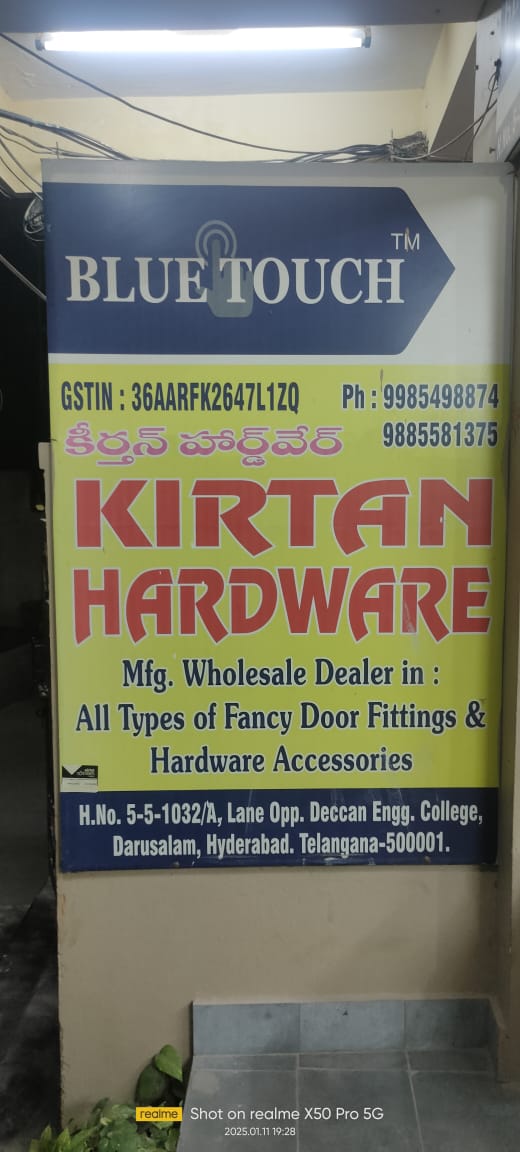 BLUE TOUCH TM
GSTIN : 36AARFK2647L1ZQ
Ph : 9985498874
9885581375
కీర్తన్ హార్డ్‌వేర్
KIRTAN
HARDWARE
Mfg. Wholesale Dealer in :
All Types of Fancy Door Fittings &
Hardware Accessories
H.No. 5-5-1032/A, Lane Opp. Deccan Engg. College,
Darusalam, Hyderabad. Telangana-500001.
realme Shot on realme X50 Pro 5G
2025.01.11 19:28